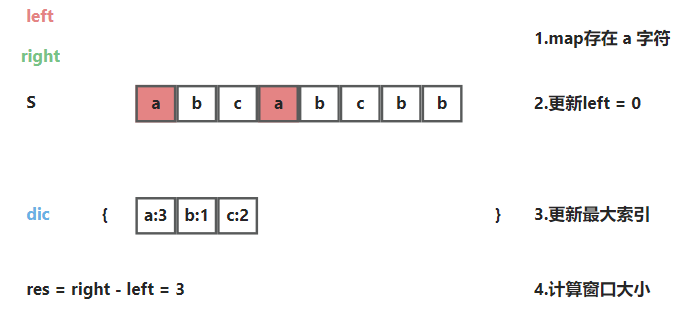 left
1.map存在 a 字符
right
S a b c a b c b b 2.更新left = 0
dic { a:3 b:1 c:2 } 3.更新最大索引
res = right - left = 3 4.计算窗口大小